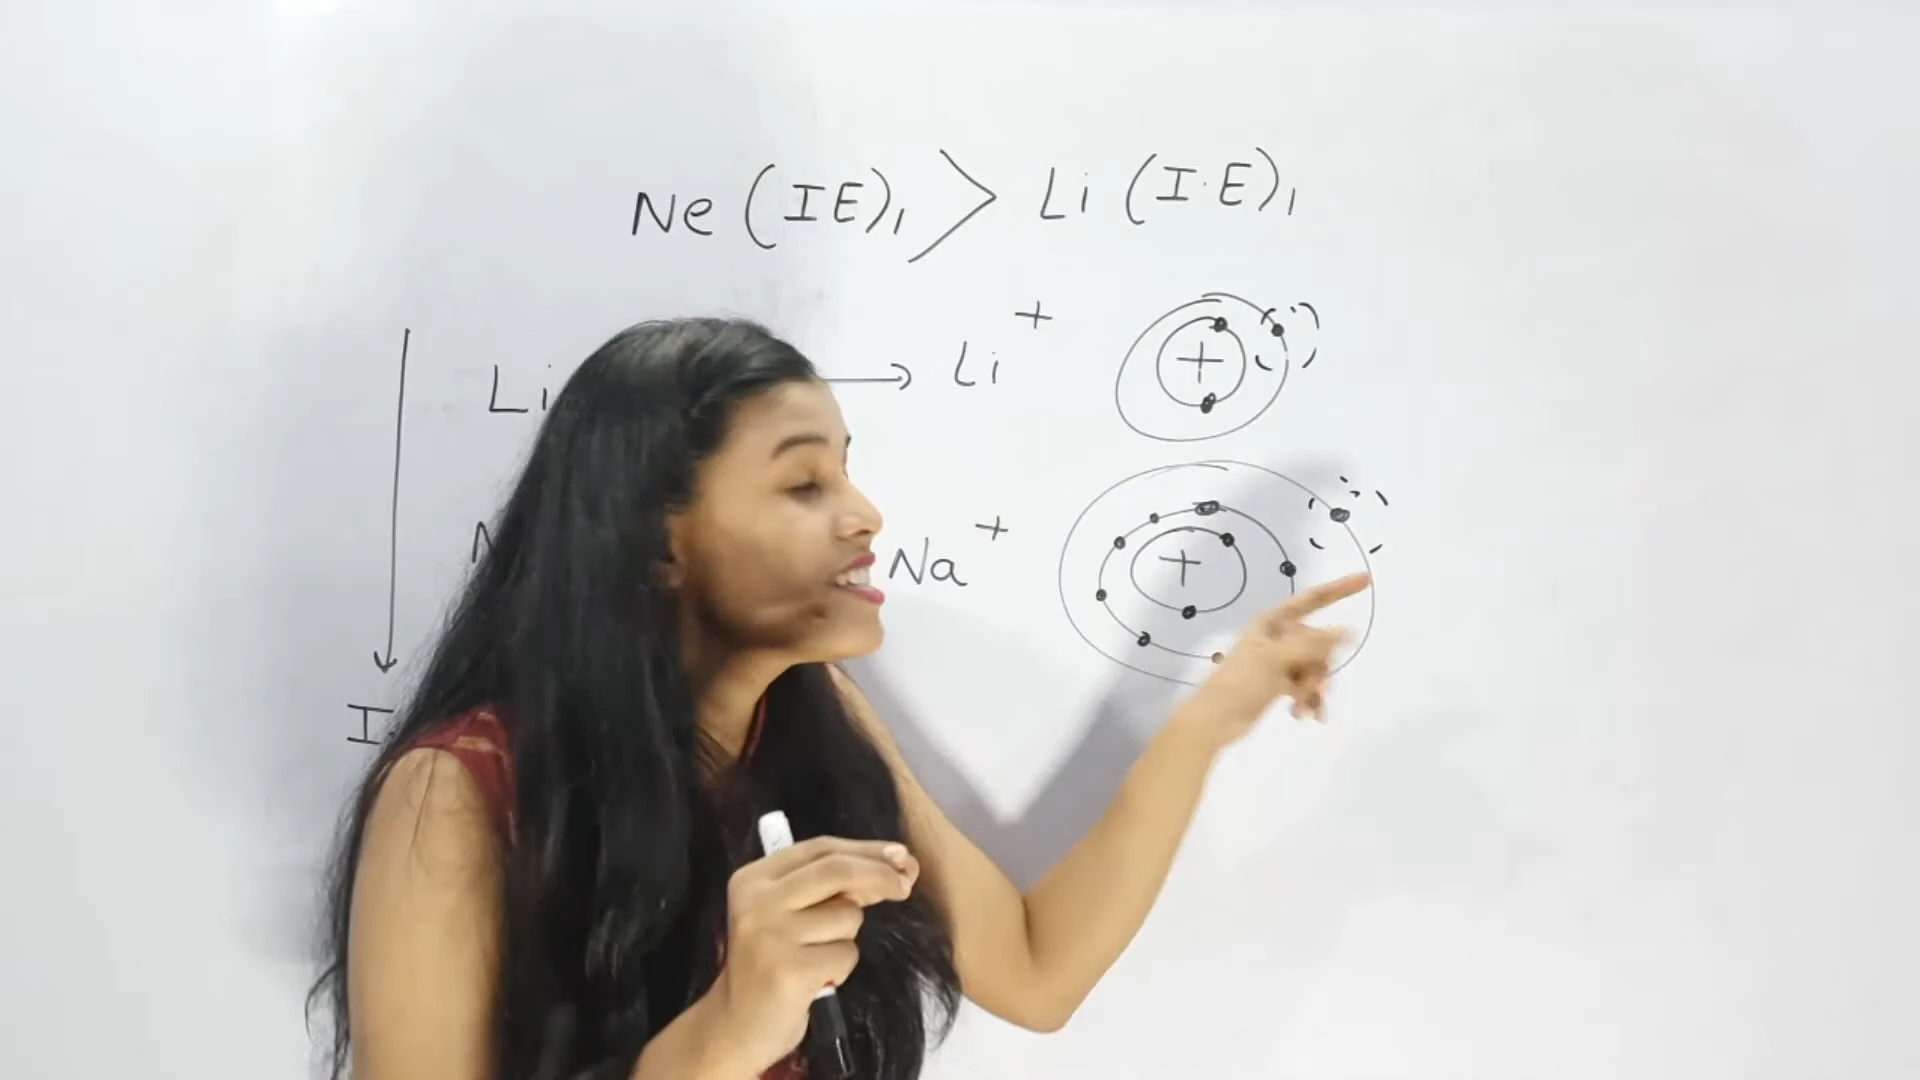 Ne (IE)₁ > Li (I.E)₁
Li → Li⁺
+
Na⁺
+
I